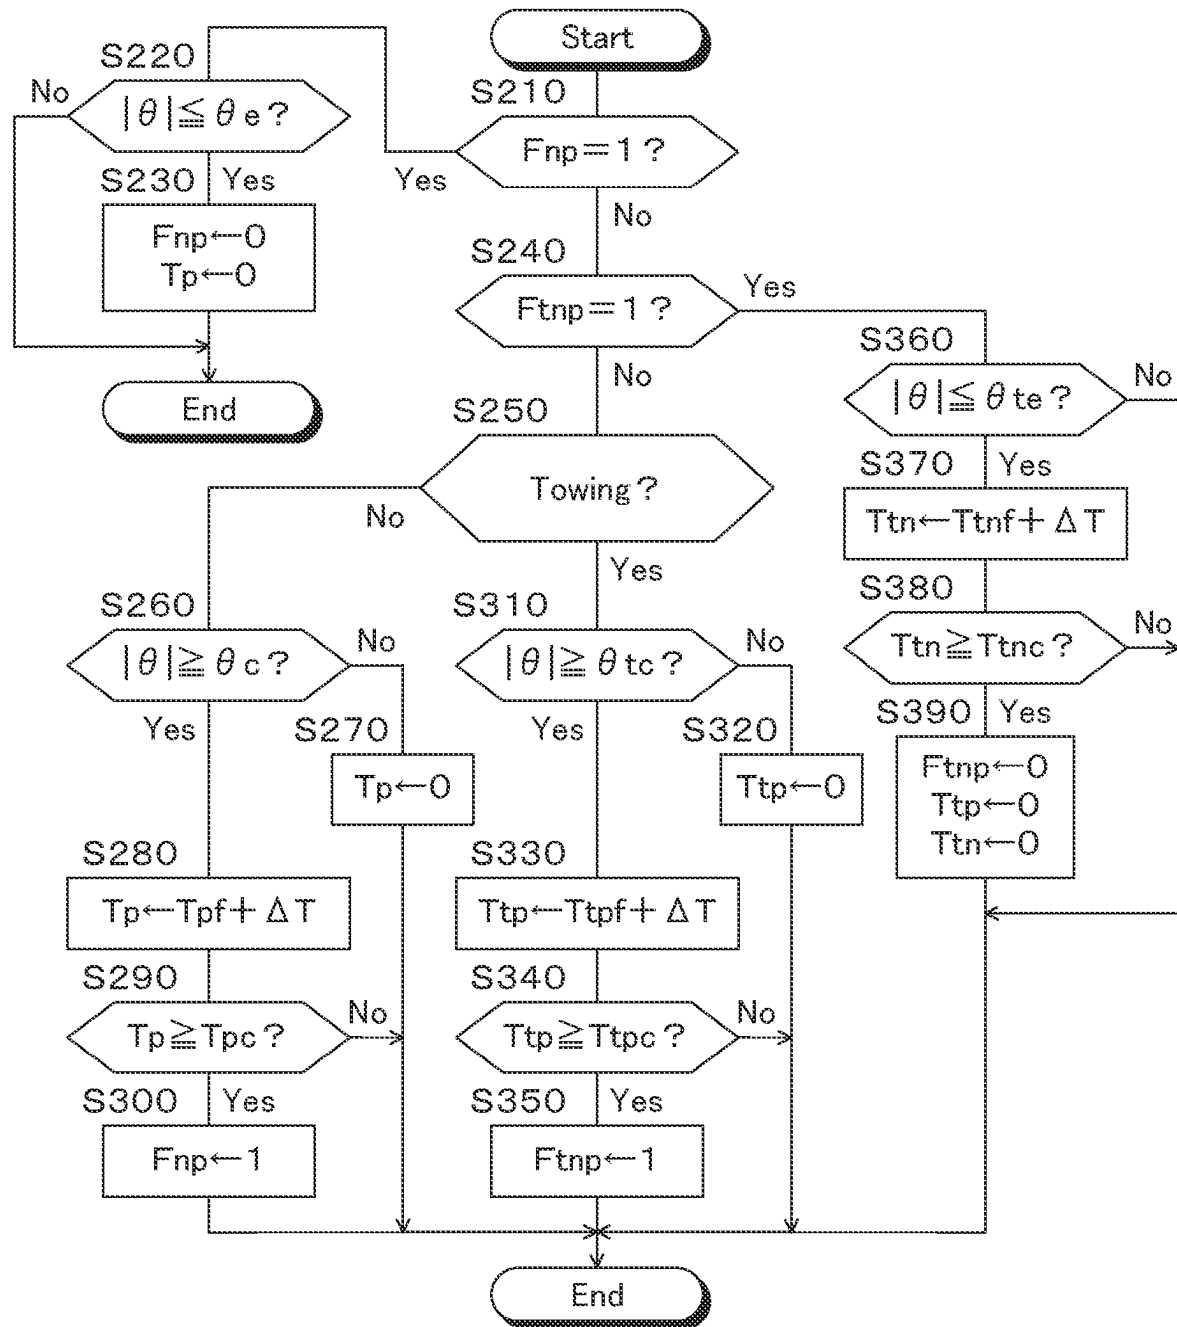 Start
S210
Fnp=1?
Yes
No
S220
|θ|≦θe?
No
Yes
S230
Fnp←0
Tp←0
End
S240
Ftnp=1?
Yes
No
S250
Towing?
No
Yes
S260
|θ|≧θc?
No
Yes
S270
Tp←0
S280
Tp←Tpf+ΔT
S290
Tp≧Tpc?
No
Yes
S300
Fnp←1
S310
|θ|≧θtc?
No
Yes
S320
Ttp←0
S330
Ttp←Ttpf+ΔT
S340
Ttp≧Ttpc?
No
Yes
S350
Ftnp←1
S360
|θ|≦θte?
No
Yes
S370
Ttn←Ttnf+ΔT
S380
Ttn≧Ttnc?
No
Yes
S390
Ftnp←0
Ttp←0
Ttn←0
End